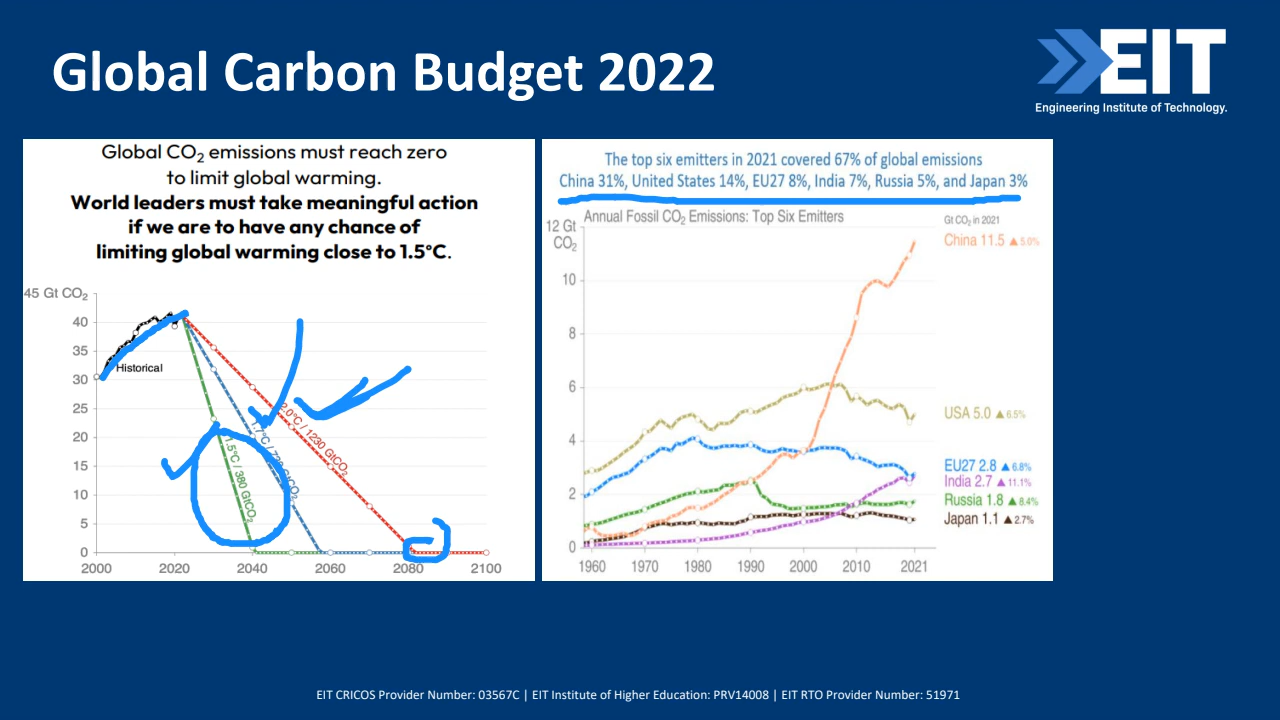 Global Carbon Budget 2022
EIT
Engineering Institute of Technology.
Global CO₂ emissions must reach zero
to limit global warming.
World leaders must take meaningful action
if we are to have any chance of
limiting global warming close to 1.5°C.
45 Gt CO₂
40
35
30
25
20
15
10
5
0
Historical
1.5°C / 380 GtCO₂
1.7°C /
2.0°C / 1230 GtCO₂
2000
2020
2040
2060
2080
2100
The top six emitters in 2021 covered 67% of global emissions
China 31%, United States 14%, EU27 8%, India 7%, Russia 5%, and Japan 3%
Annual Fossil CO₂ Emissions: Top Six Emitters
12 Gt
CO₂
10
8
6
4
2
0
Gt CO₂ in 2021
China 11.5 ▲ 5.0%
USA 5.0 ▲ 6.5%
EU27 2.8 ▲ 6.8%
India 2.7 ▲ 11.1%
Russia 1.8 ▲ 8.4%
Japan 1.1 ▲ 2.7%
1960
1970
1980
1990
2000
2010
2021
EIT CRICOS Provider Number: 03567C | EIT Institute of Higher Education: PRV14008 | EIT RTO Provider Number: 51971